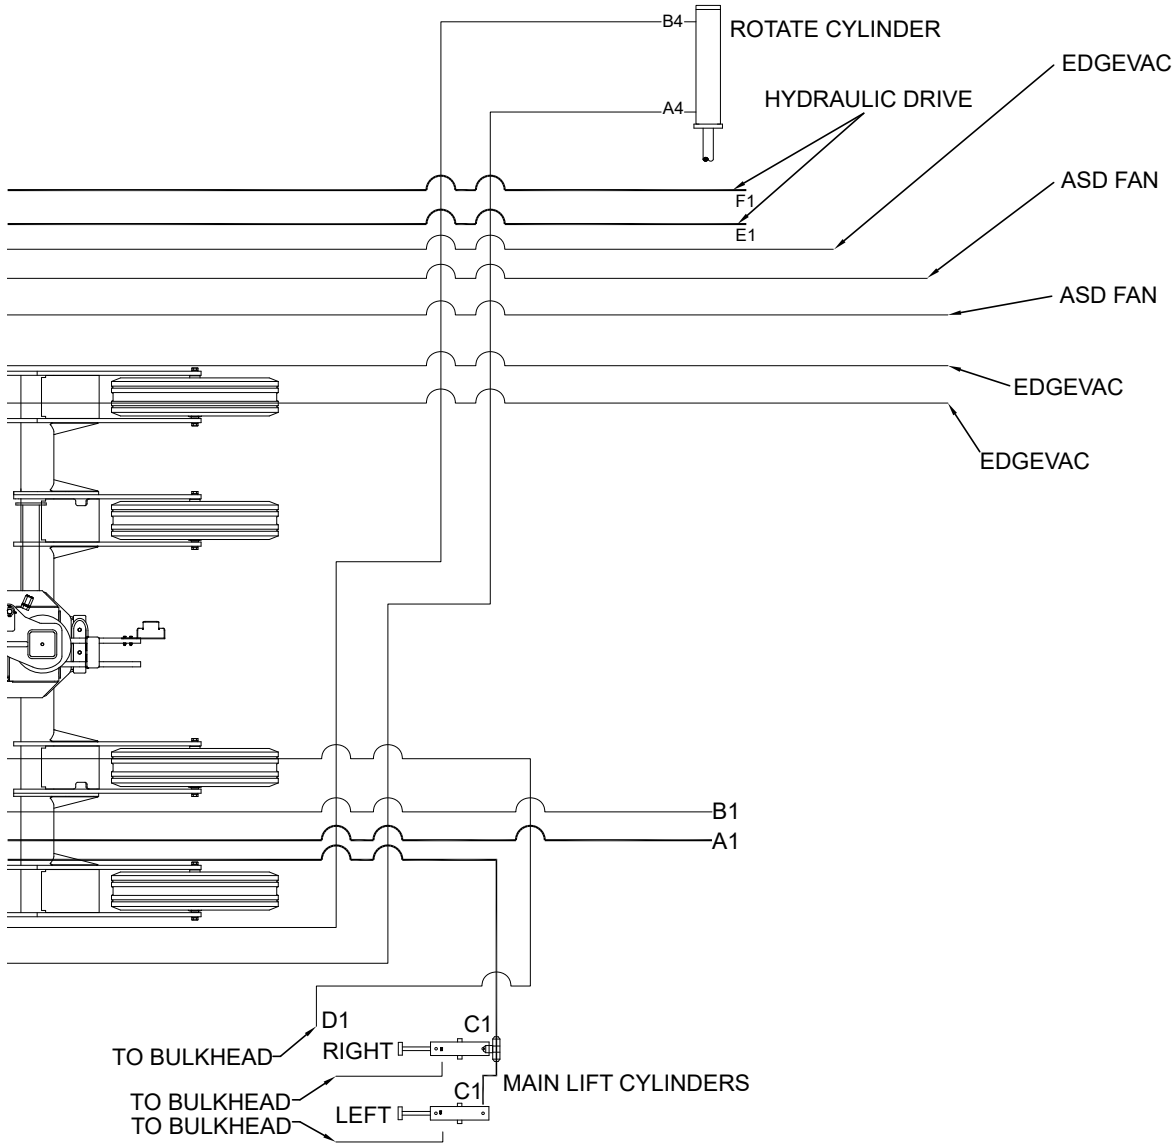 B4
ROTATE CYLINDER
EDGEVAC
HYDRAULIC DRIVE
A4
ASD FAN
F1
E1
ASD FAN
EDGEVAC
EDGEVAC
B1
A1
D1
C1
TO BULKHEAD
RIGHT
MAIN LIFT CYLINDERS
C1
TO BULKHEAD
LEFT
TO BULKHEAD